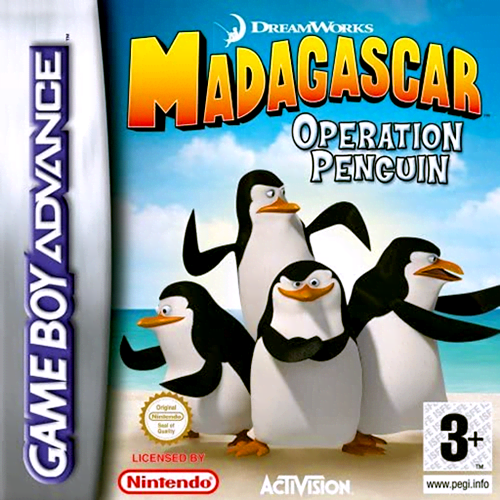 GAME BOY ADVANCE
DREAMWORKS
MADAGASCAR
OPERATION
PENGUIN
Original
Nintendo
Seal of
Quality
LICENSED BY
Nintendo
ACTIVISION
3+
www.pegi.info